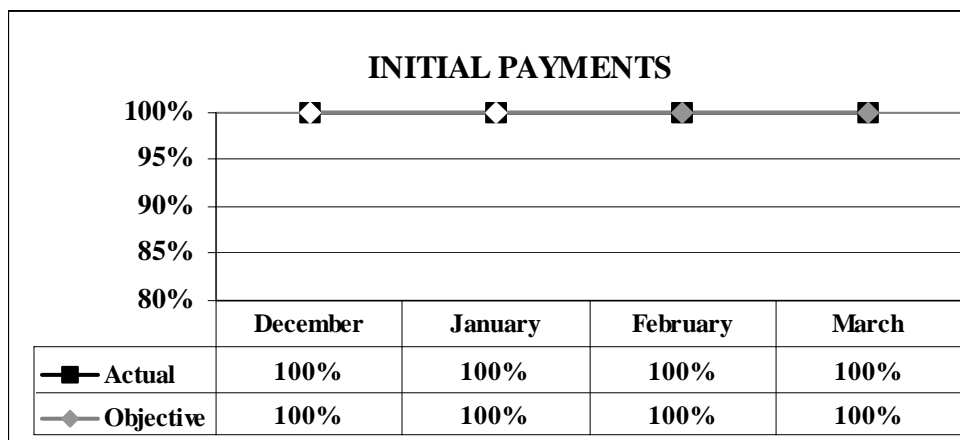 INITIAL PAYMENTS
100%
95%
90%
85%
80%
December January February March
Actual 100% 100% 100% 100%
Objective 100% 100% 100% 100%